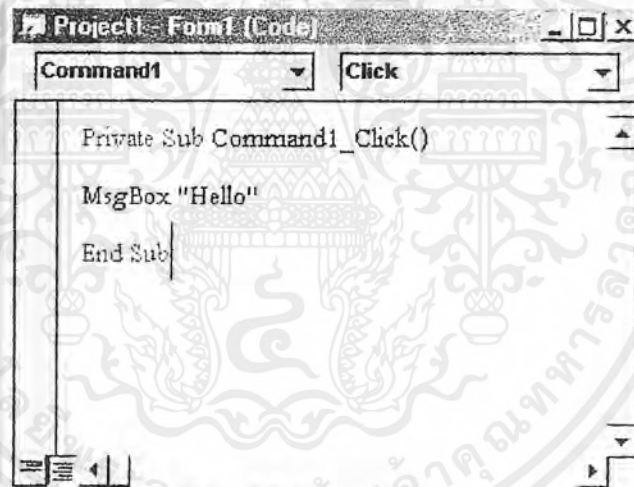 Project1 - Form1 (Code)
Command1
Click
Private Sub Command1_Click()
MsgBox "Hello"
End Sub